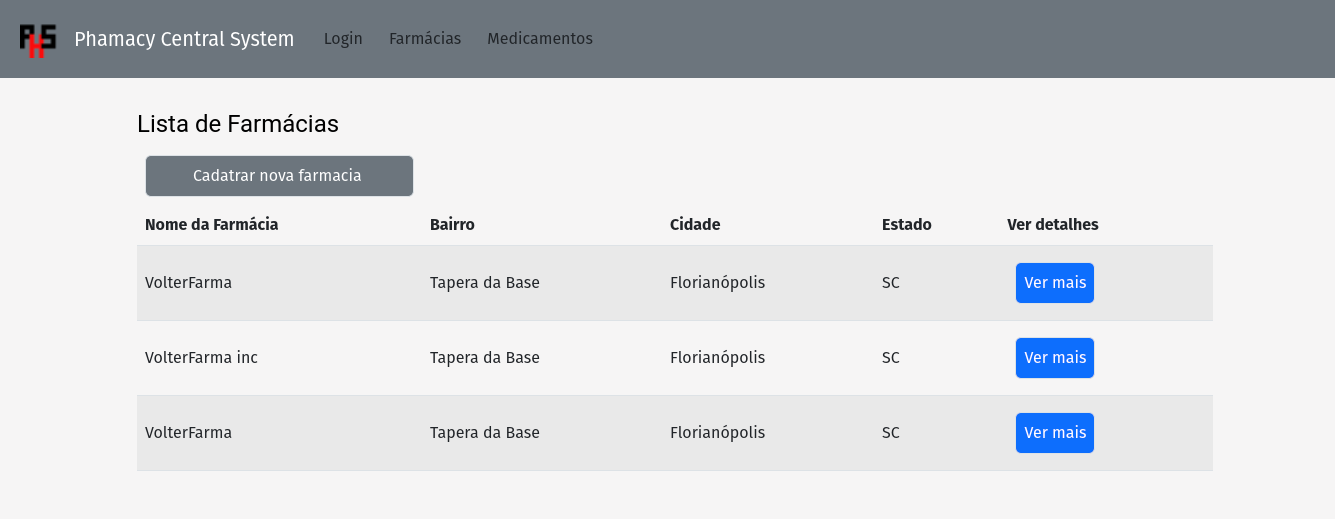 PHS Phamacy Central System Login Farmácias Medicamentos
Lista de Farmácias
Cadatrar nova farmacia
Nome da Farmácia Bairro Cidade Estado Ver detalhes
VolterFarma Tapera da Base Florianópolis SC Ver mais
VolterFarma inc Tapera da Base Florianópolis SC Ver mais
VolterFarma Tapera da Base Florianópolis SC Ver mais